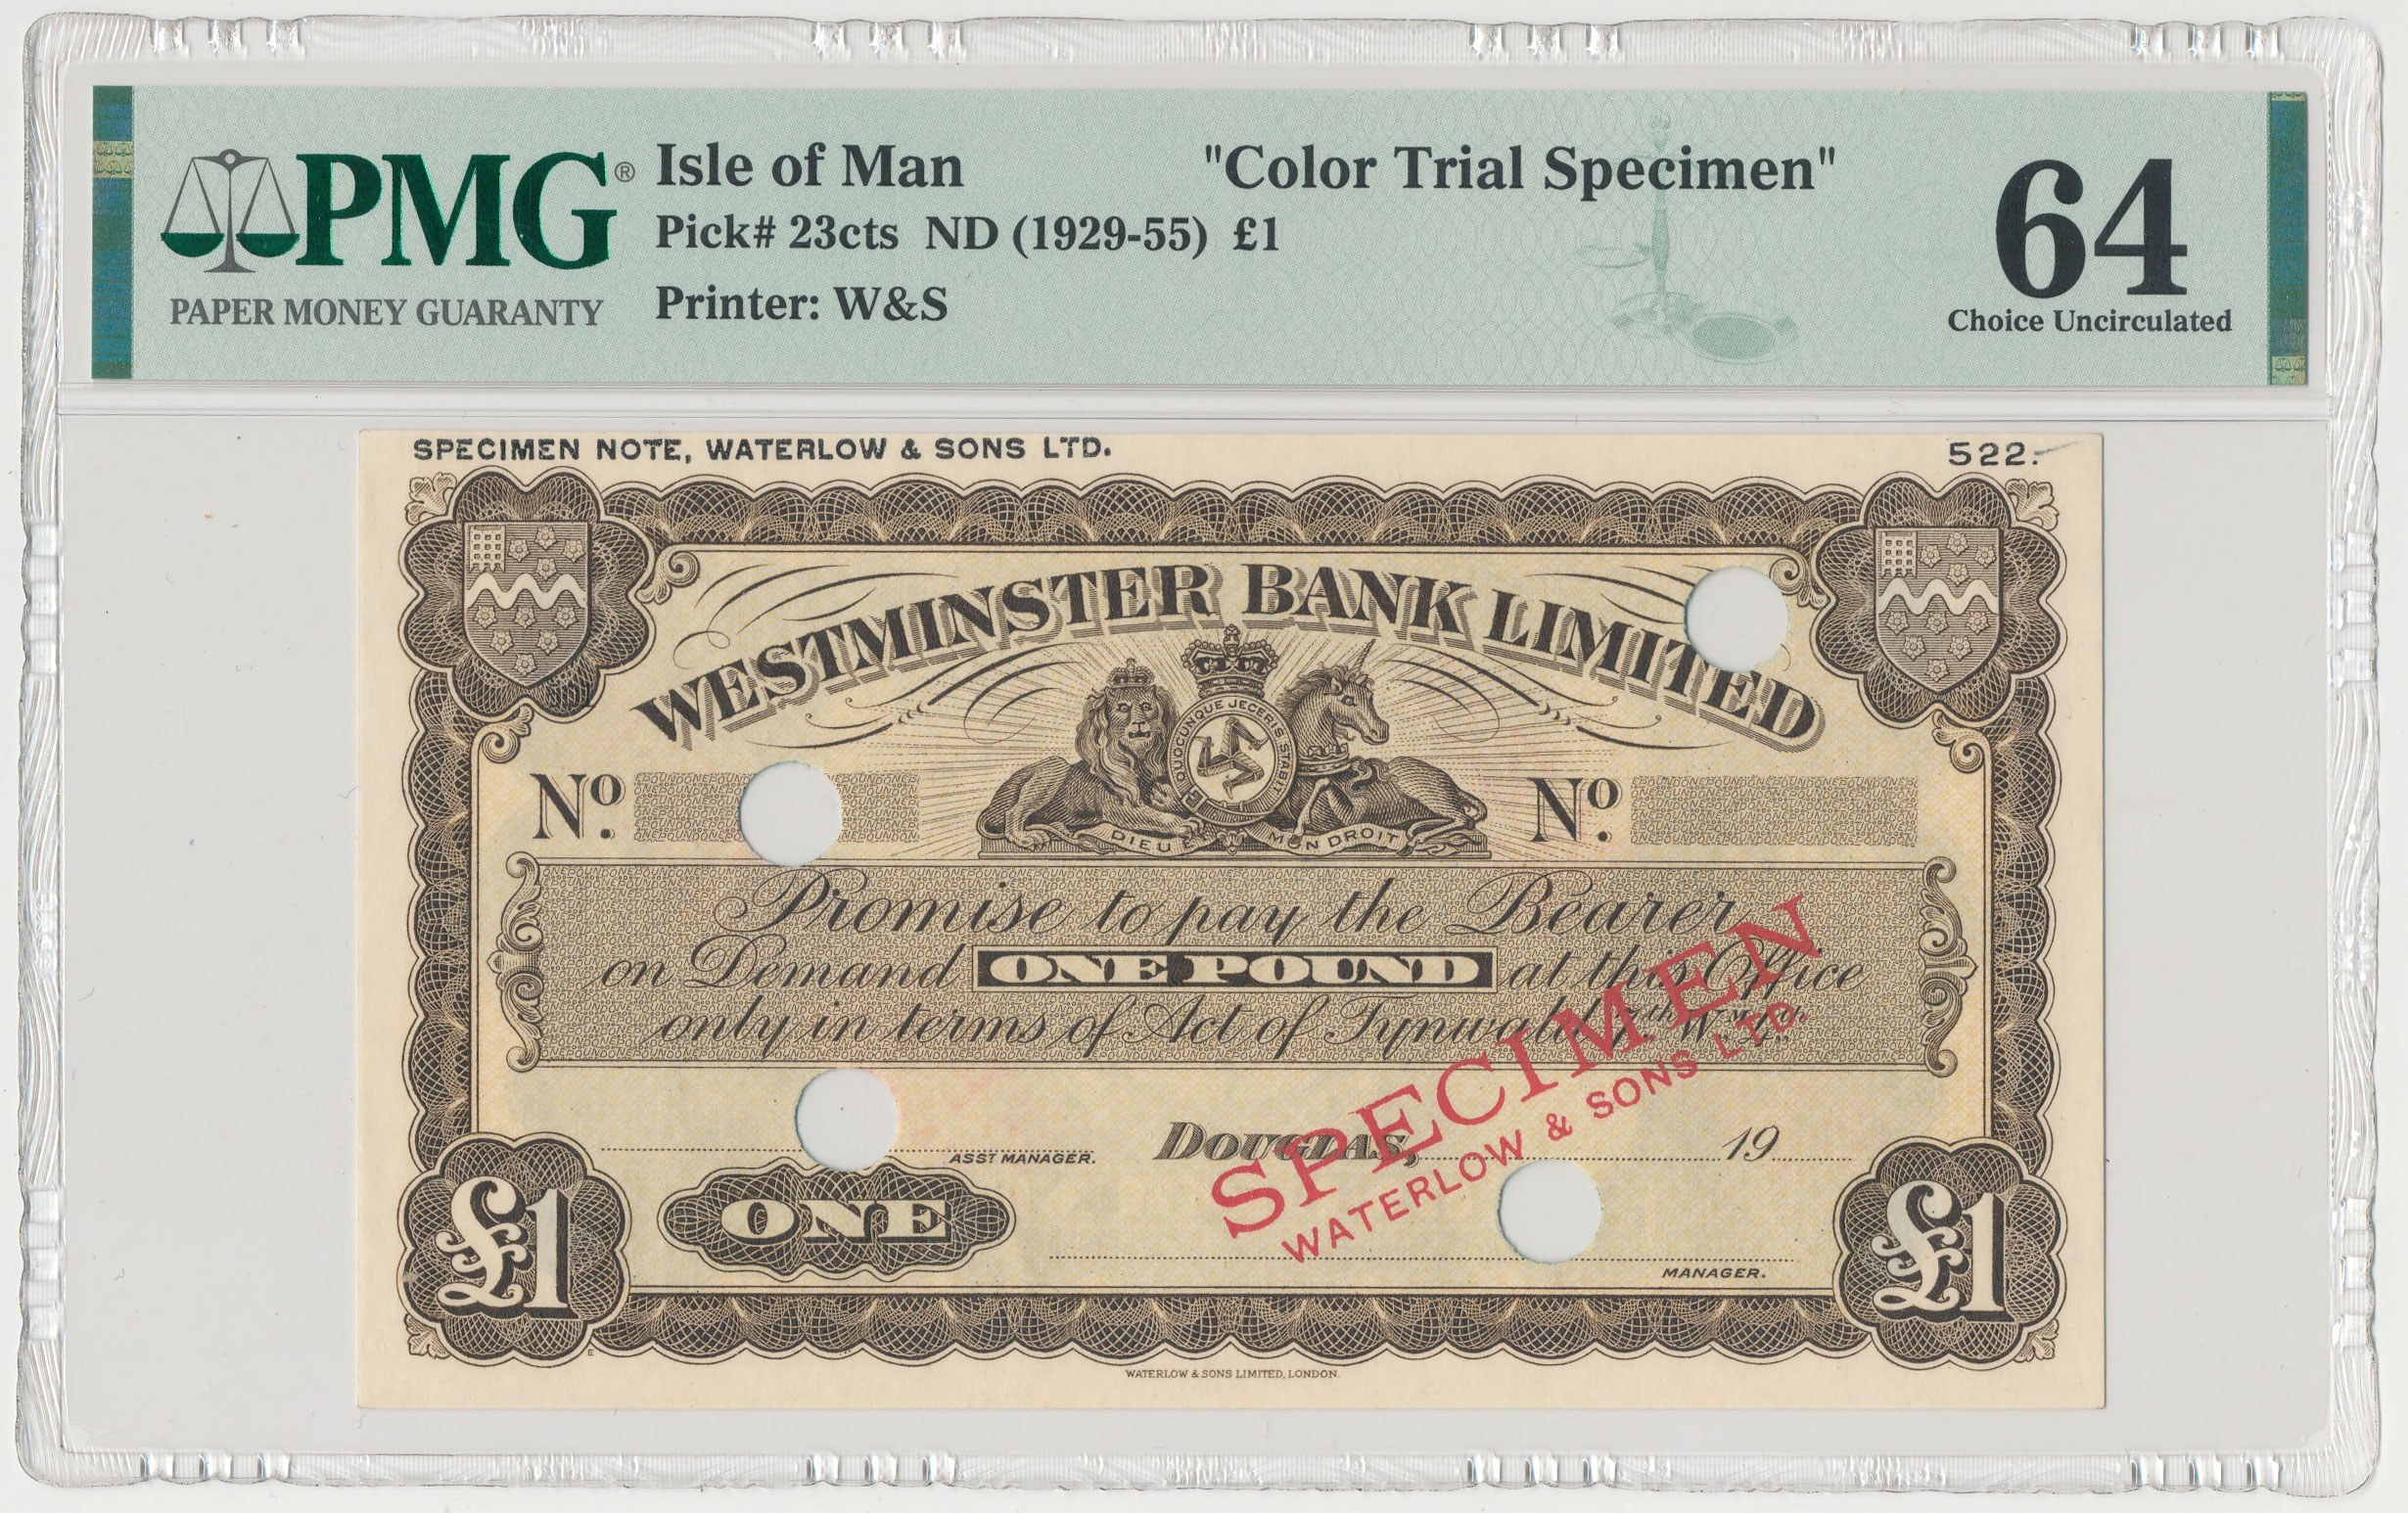 PMG®
PAPER MONEY GUARANTY
Isle of Man "Color Trial Specimen"
Pick# 23cts ND (1929-55) £1
Printer: W&S
64
Choice Uncirculated
SPECIMEN NOTE, WATERLOW & SONS LTD. 522.
WESTMINSTER BANK LIMITED
QUOCUNQUE JECERIS STABIT
No. No.
DIEU ET MON DROIT
Promise to pay the Bearer
on Demand ONE POUND at this Office
only in terms of Act of Tynwald
SPECIMEN
WATERLOW & SONS LTD.
ASST MANAGER. DOUGLAS, 19
£1 ONE £1
MANAGER.
WATERLOW & SONS LIMITED, LONDON.